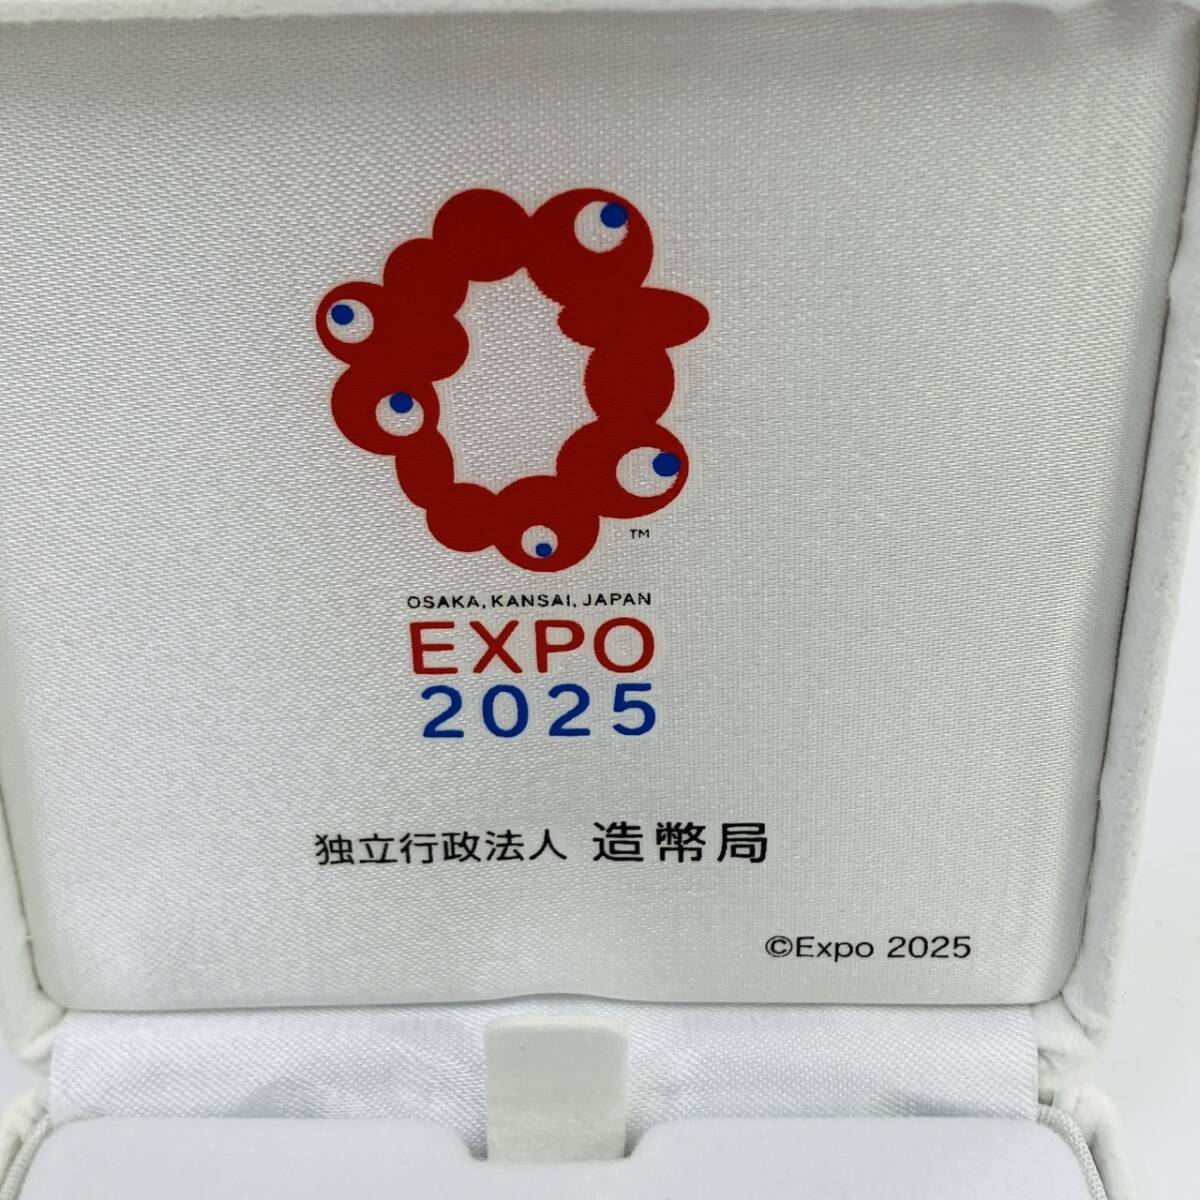 ™
OSAKA, KANSAI, JAPAN
EXPO
2025
独立行政法人 造幣局
©Expo 2025